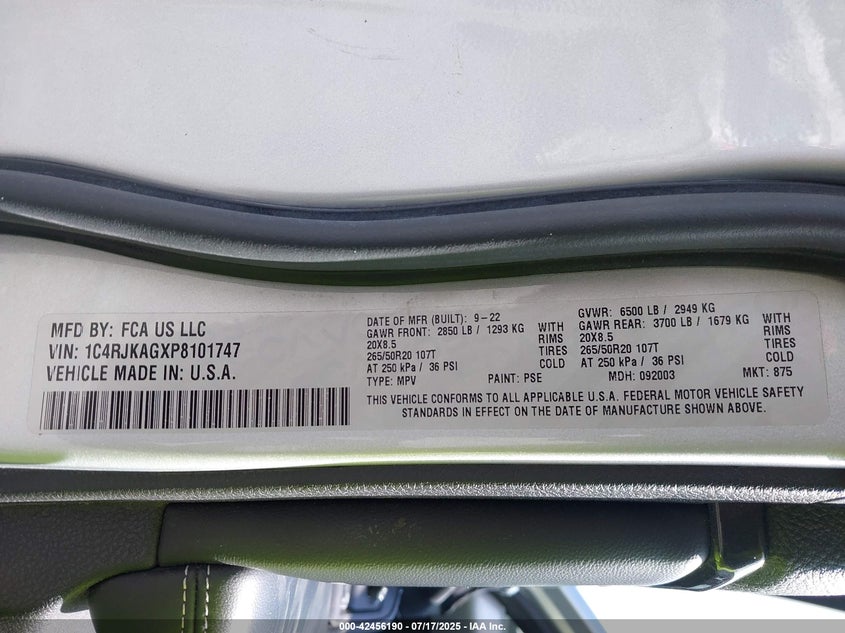 MFD BY: FCA US LLC
VIN: 1C4RJKAGXP8101747
VEHICLE MADE IN: U.S.A.
DATE OF MFR (BUILT): 9-22
GAWR FRONT: 2850 LB / 1293 KG WITH
20X8.5 RIMS
265/50R20 107T TIRES
AT 250 kPa / 36 PSI COLD
TYPE: MPV PAINT: PSE
GVWR: 6500 LB / 2949 KG
GAWR REAR: 3700 LB / 1679 KG WITH
20X8.5 RIMS
265/50R20 107T TIRES
AT 250 kPa / 36 PSI COLD
MDH: 092003 MKT: 875
THIS VEHICLE CONFORMS TO ALL APPLICABLE U.S.A. FEDERAL MOTOR VEHICLE SAFETY
STANDARDS IN EFFECT ON THE DATE OF MANUFACTURE SHOWN ABOVE.
000-42456190 - 07/17/2025 - IAA Inc.